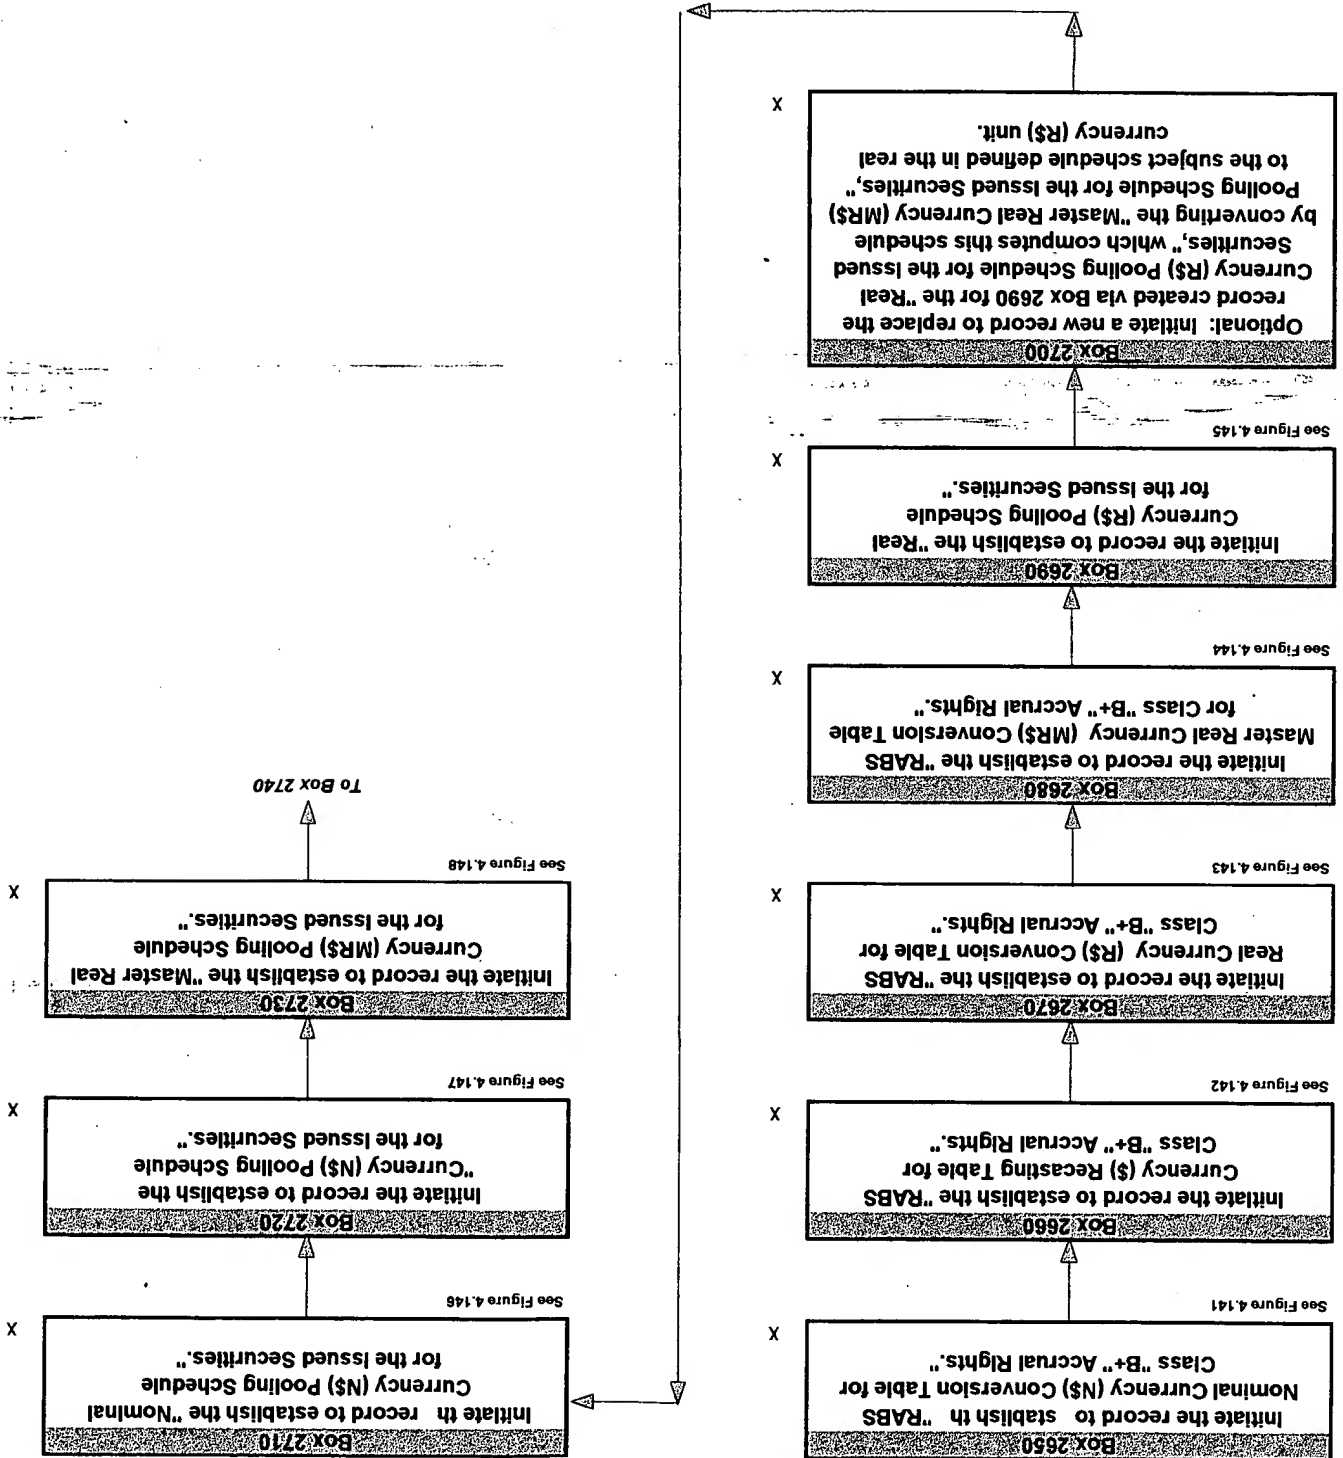 Box 2650
Initiate the record to stablish th "RABS
Nominal Currency (N$) Conversion Table for
Class "B+" Accrual Rights."
X
See Figure 4.141
Box 2660
Initiate the record to establish the "RABS
Currency ($) Recasting Table for
Class "B+" Accrual Rights."
X
See Figure 4.142
Box 2670
Initiate the record to establish the "RABS
Real Currency (R$) Conversion Table for
Class "B+" Accrual Rights."
X
See Figure 4.143
Box 2680
Initiate the record to establish the "RABS
Master Real Currency (MR$) Conversion Table
for Class "B+" Accrual Rights."
X
See Figure 4.144
Box 2690
Initiate the record to establish the "Real
Currency (R$) Pooling Schedule
for the Issued Securities."
X
See Figure 4.145
Box 2700
Optional: Initiate a new record to replace the
record created via Box 2690 for the "Real
Currency (R$) Pooling Schedule for the Issued
Securities," which computes this schedule
by converting the "Master Real Currency (MR$)
Pooling Schedule for the Issued Securities,"
to the subject schedule defined in the real
currency (R$) unit.
X
Box 2710
Initiate th record to establish the "Nominal
Currency (N$) Pooling Schedule
for the Issued Securities."
X
See Figure 4.146
Box 2720
Initiate the record to establish the
"Currency (N$) Pooling Schedule
for the Issued Securities."
X
See Figure 4.147
Box 2730
Initiate the record to establish the "Master Real
Currency (MR$) Pooling Schedule
for the Issued Securities."
X
See Figure 4.148
To Box 2740